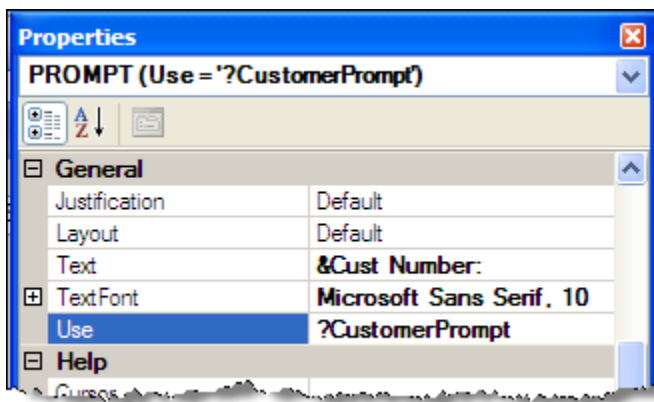 Properties
PROMPT (Use = '?CustomerPrompt')
General
Justification Default
Layout Default
Text &Cust Number:
TextFont Microsoft Sans Serif, 10
Use ?CustomerPrompt
Help
Cursor